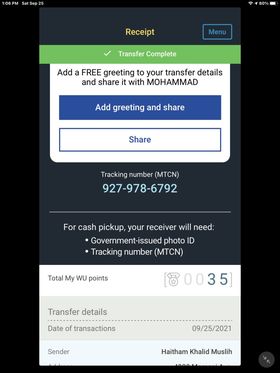 1:06 PM Sat Sep 25 80%
Receipt
Menu
Transfer Complete
Add a FREE greeting to your transfer details
and share it with MOHAMMAD
Add greeting and share
Share
Tracking number (MTCN)
927-978-6792
For cash pickup, your receiver will need:
• Government-issued photo ID
• Tracking number (MTCN)
Total My WU points 0035
Transfer details
Date of transactions 09/25/2021
Sender Haitham Khalid Muslih